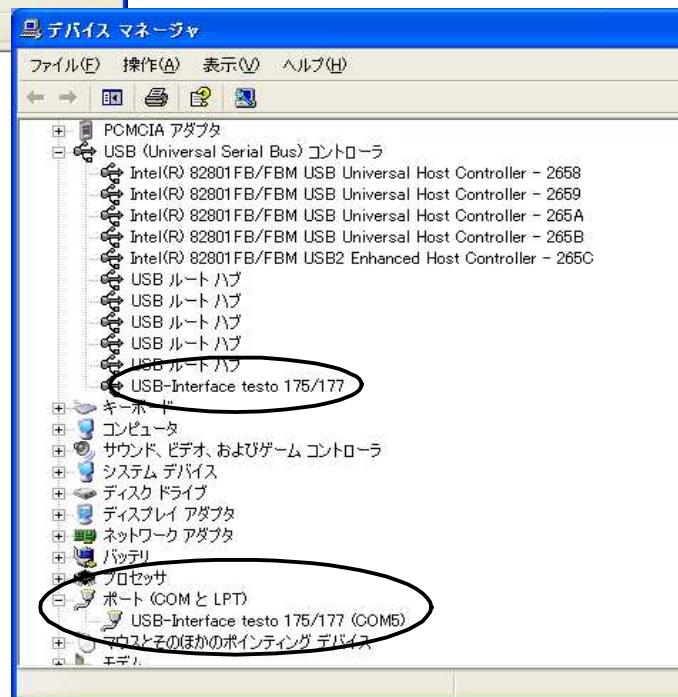 デバイス マネージャ
ファイル(F) 操作(A) 表示(V) ヘルプ(H)
PCMCIA アダプタ
USB (Universal Serial Bus) コントローラ
Intel(R) 82801FB/FBM USB Universal Host Controller - 2658
Intel(R) 82801FB/FBM USB Universal Host Controller - 2659
Intel(R) 82801FB/FBM USB Universal Host Controller - 265A
Intel(R) 82801FB/FBM USB Universal Host Controller - 265B
Intel(R) 82801FB/FBM USB2 Enhanced Host Controller - 265C
USB ルート ハブ
USB ルート ハブ
USB ルート ハブ
USB ルート ハブ
USB ルート ハブ
USB-Interface testo 175/177
キーボード
コンピュータ
サウンド、ビデオ、およびゲーム コントローラ
システム デバイス
ディスク ドライブ
ディスプレイ アダプタ
ネットワーク アダプタ
バッテリ
プロセッサ
ポート (COM と LPT)
USB-Interface testo 175/177 (COM5)
マウスとそのほかのポインティング デバイス
モデム